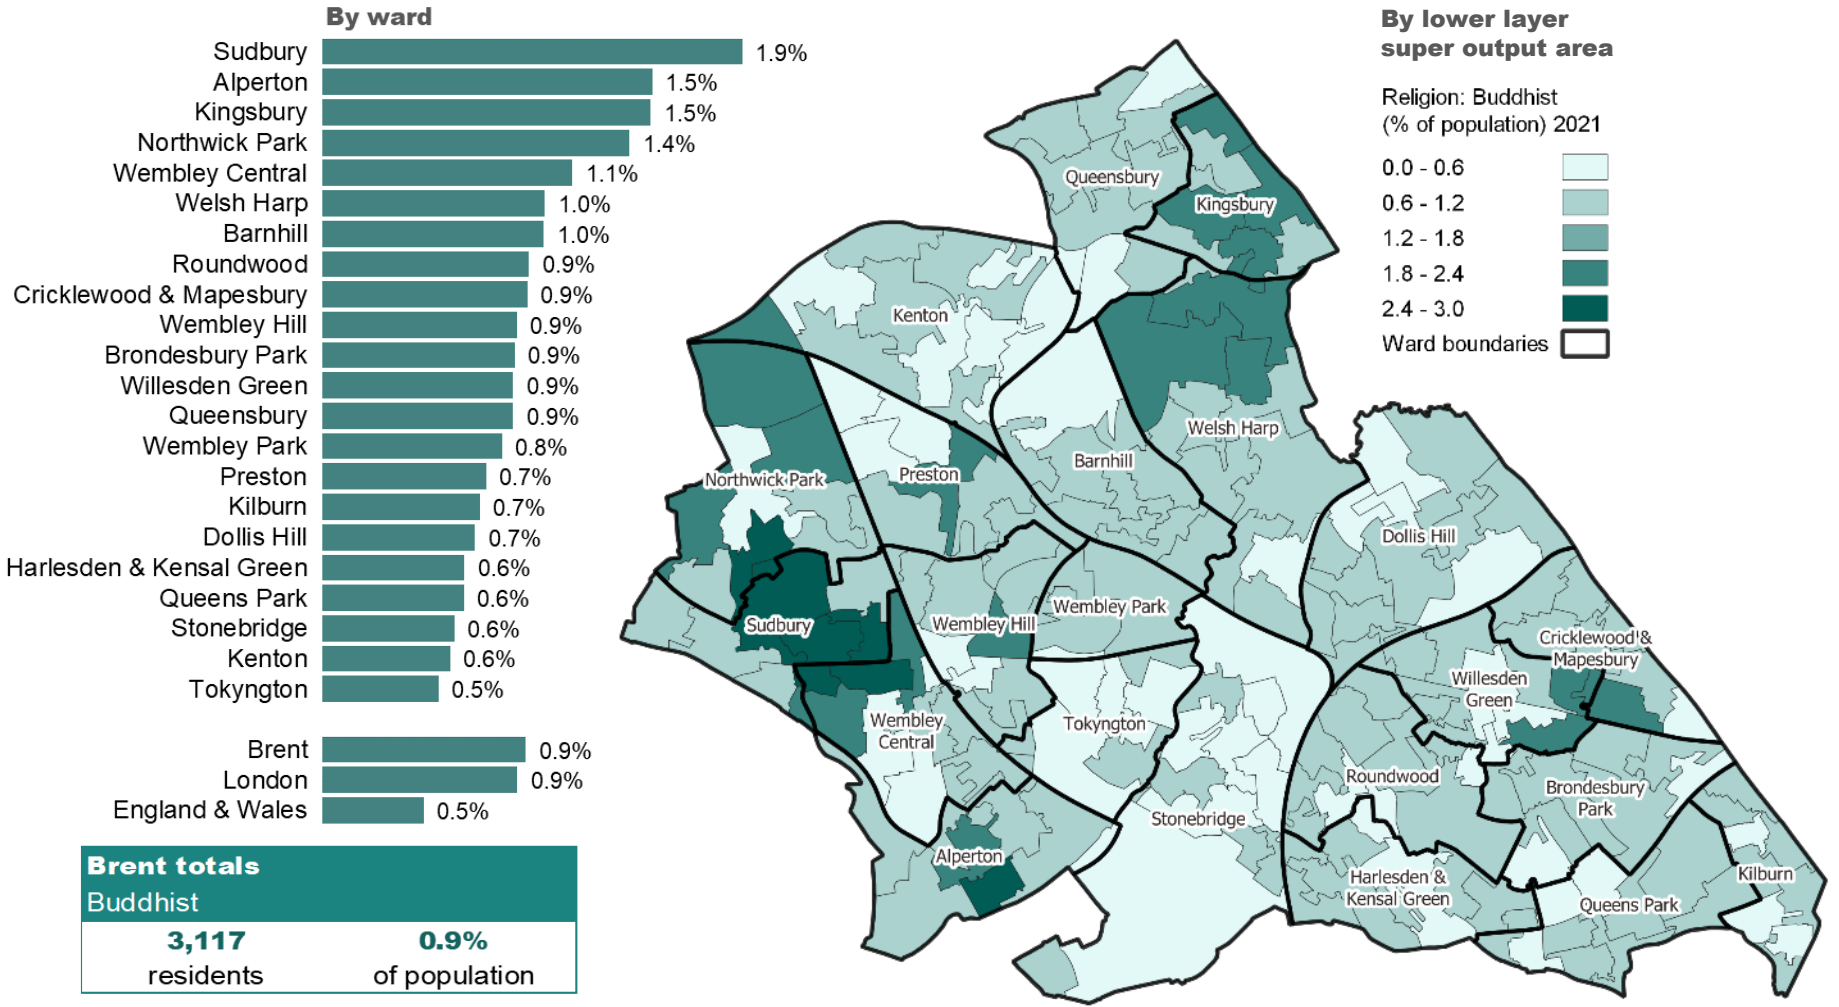 By ward
Sudbury 1.9%
Alperton 1.5%
Kingsbury 1.5%
Northwick Park 1.4%
Wembley Central 1.1%
Welsh Harp 1.0%
Barnhill 1.0%
Roundwood 0.9%
Cricklewood & Mapesbury 0.9%
Wembley Hill 0.9%
Brondesbury Park 0.9%
Willesden Green 0.9%
Queensbury 0.9%
Wembley Park 0.8%
Preston 0.7%
Kilburn 0.7%
Dollis Hill 0.7%
Harlesden & Kensal Green 0.6%
Queens Park 0.6%
Stonebridge 0.6%
Kenton 0.6%
Tokyngton 0.5%
Brent 0.9%
London 0.9%
England & Wales 0.5%
Brent totals
Buddhist
3,117 0.9%
residents of population
By lower layer
super output area
Religion: Buddhist
(% of population) 2021
0.0 - 0.6
0.6 - 1.2
1.2 - 1.8
1.8 - 2.4
2.4 - 3.0
Ward boundaries
Queensbury
Kingsbury
Kenton
Welsh Harp
Barnhill
Preston
Northwick Park
Dollis Hill
Wembley Park
Wembley Hill
Sudbury
Cricklewood &
Mapesbury
Willesden
Green
Wembley
Central
Tokyngton
Roundwood
Brondesbury
Park
Stonebridge
Alperton
Harlesden &
Kensal Green
Kilburn
Queens Park